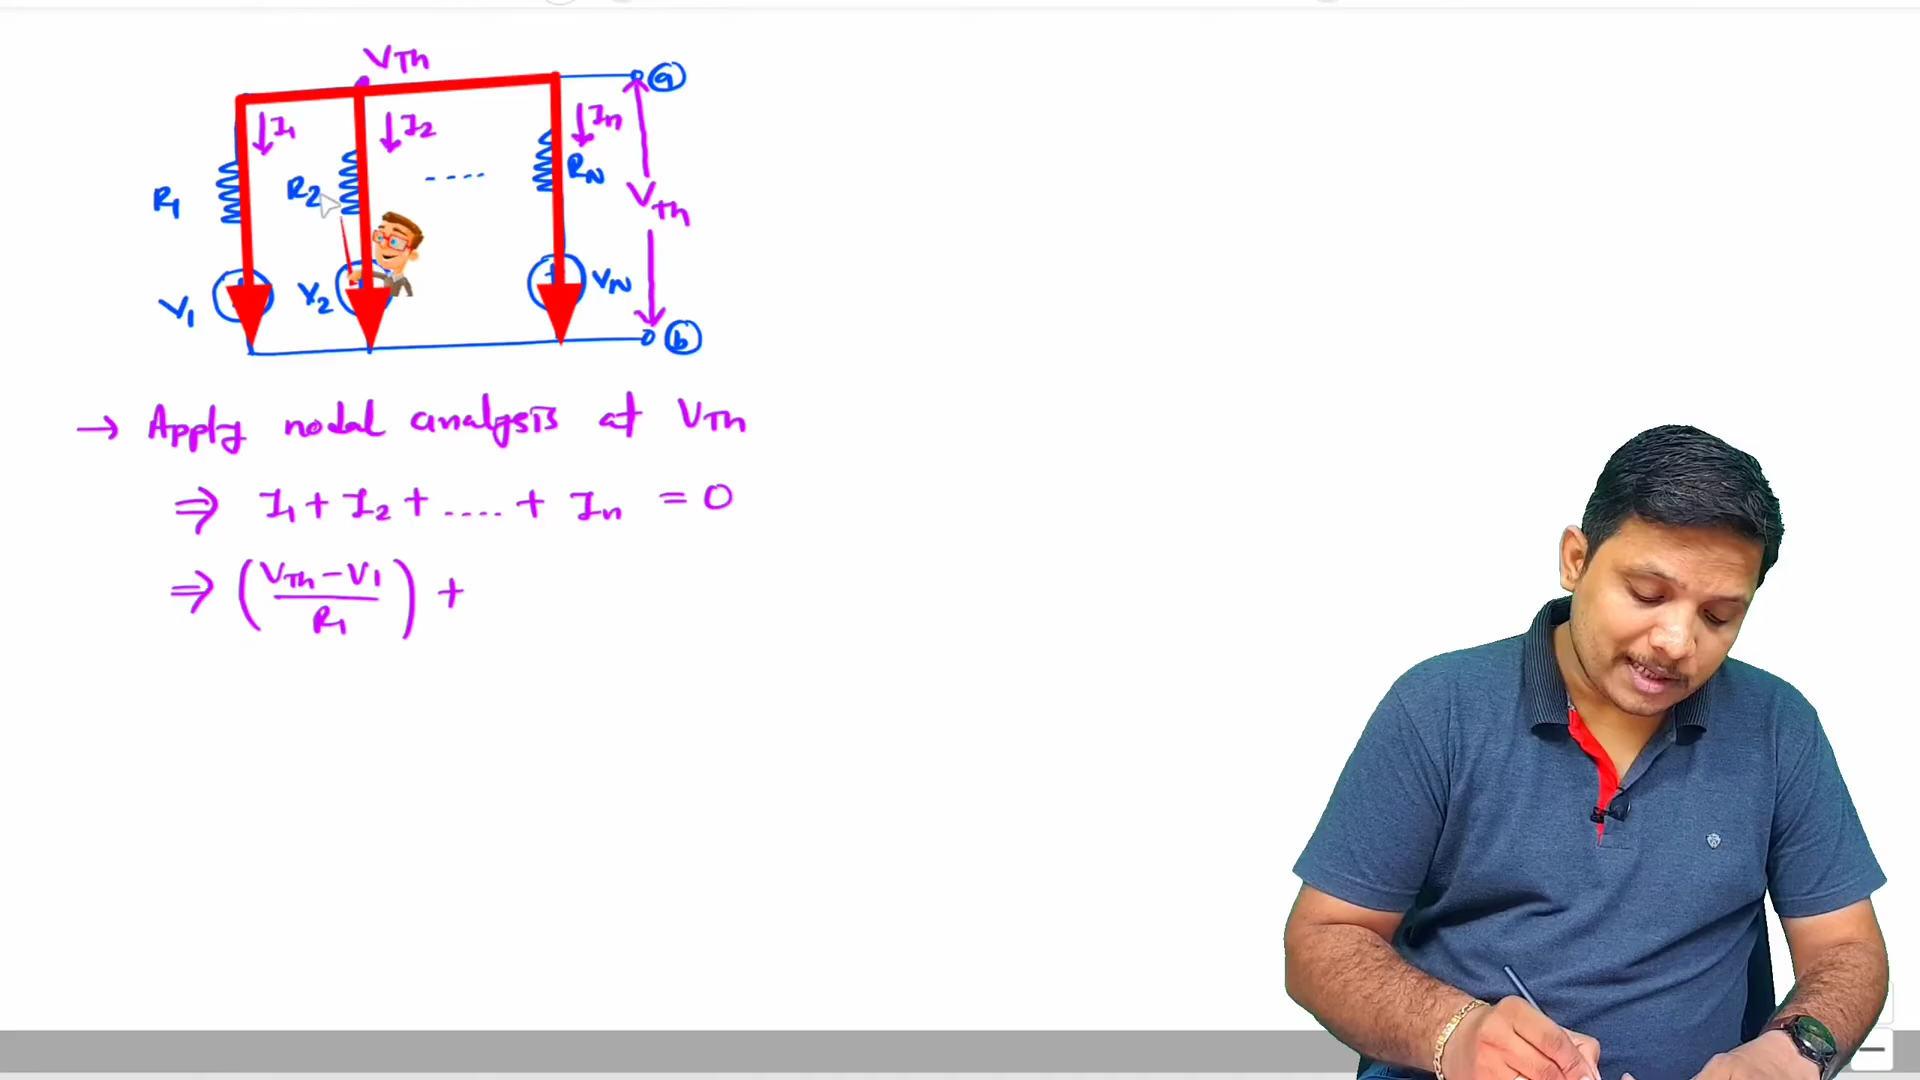 VTh
a
↓I1 ↓I2 ↓In
R1 R2 ---- RN
Vth
V1 V2 VN
b
→ Apply nodal analysis at VTh
⇒ I1 + I2 + .... + In = 0
⇒ (VTh - V1 / R1) +